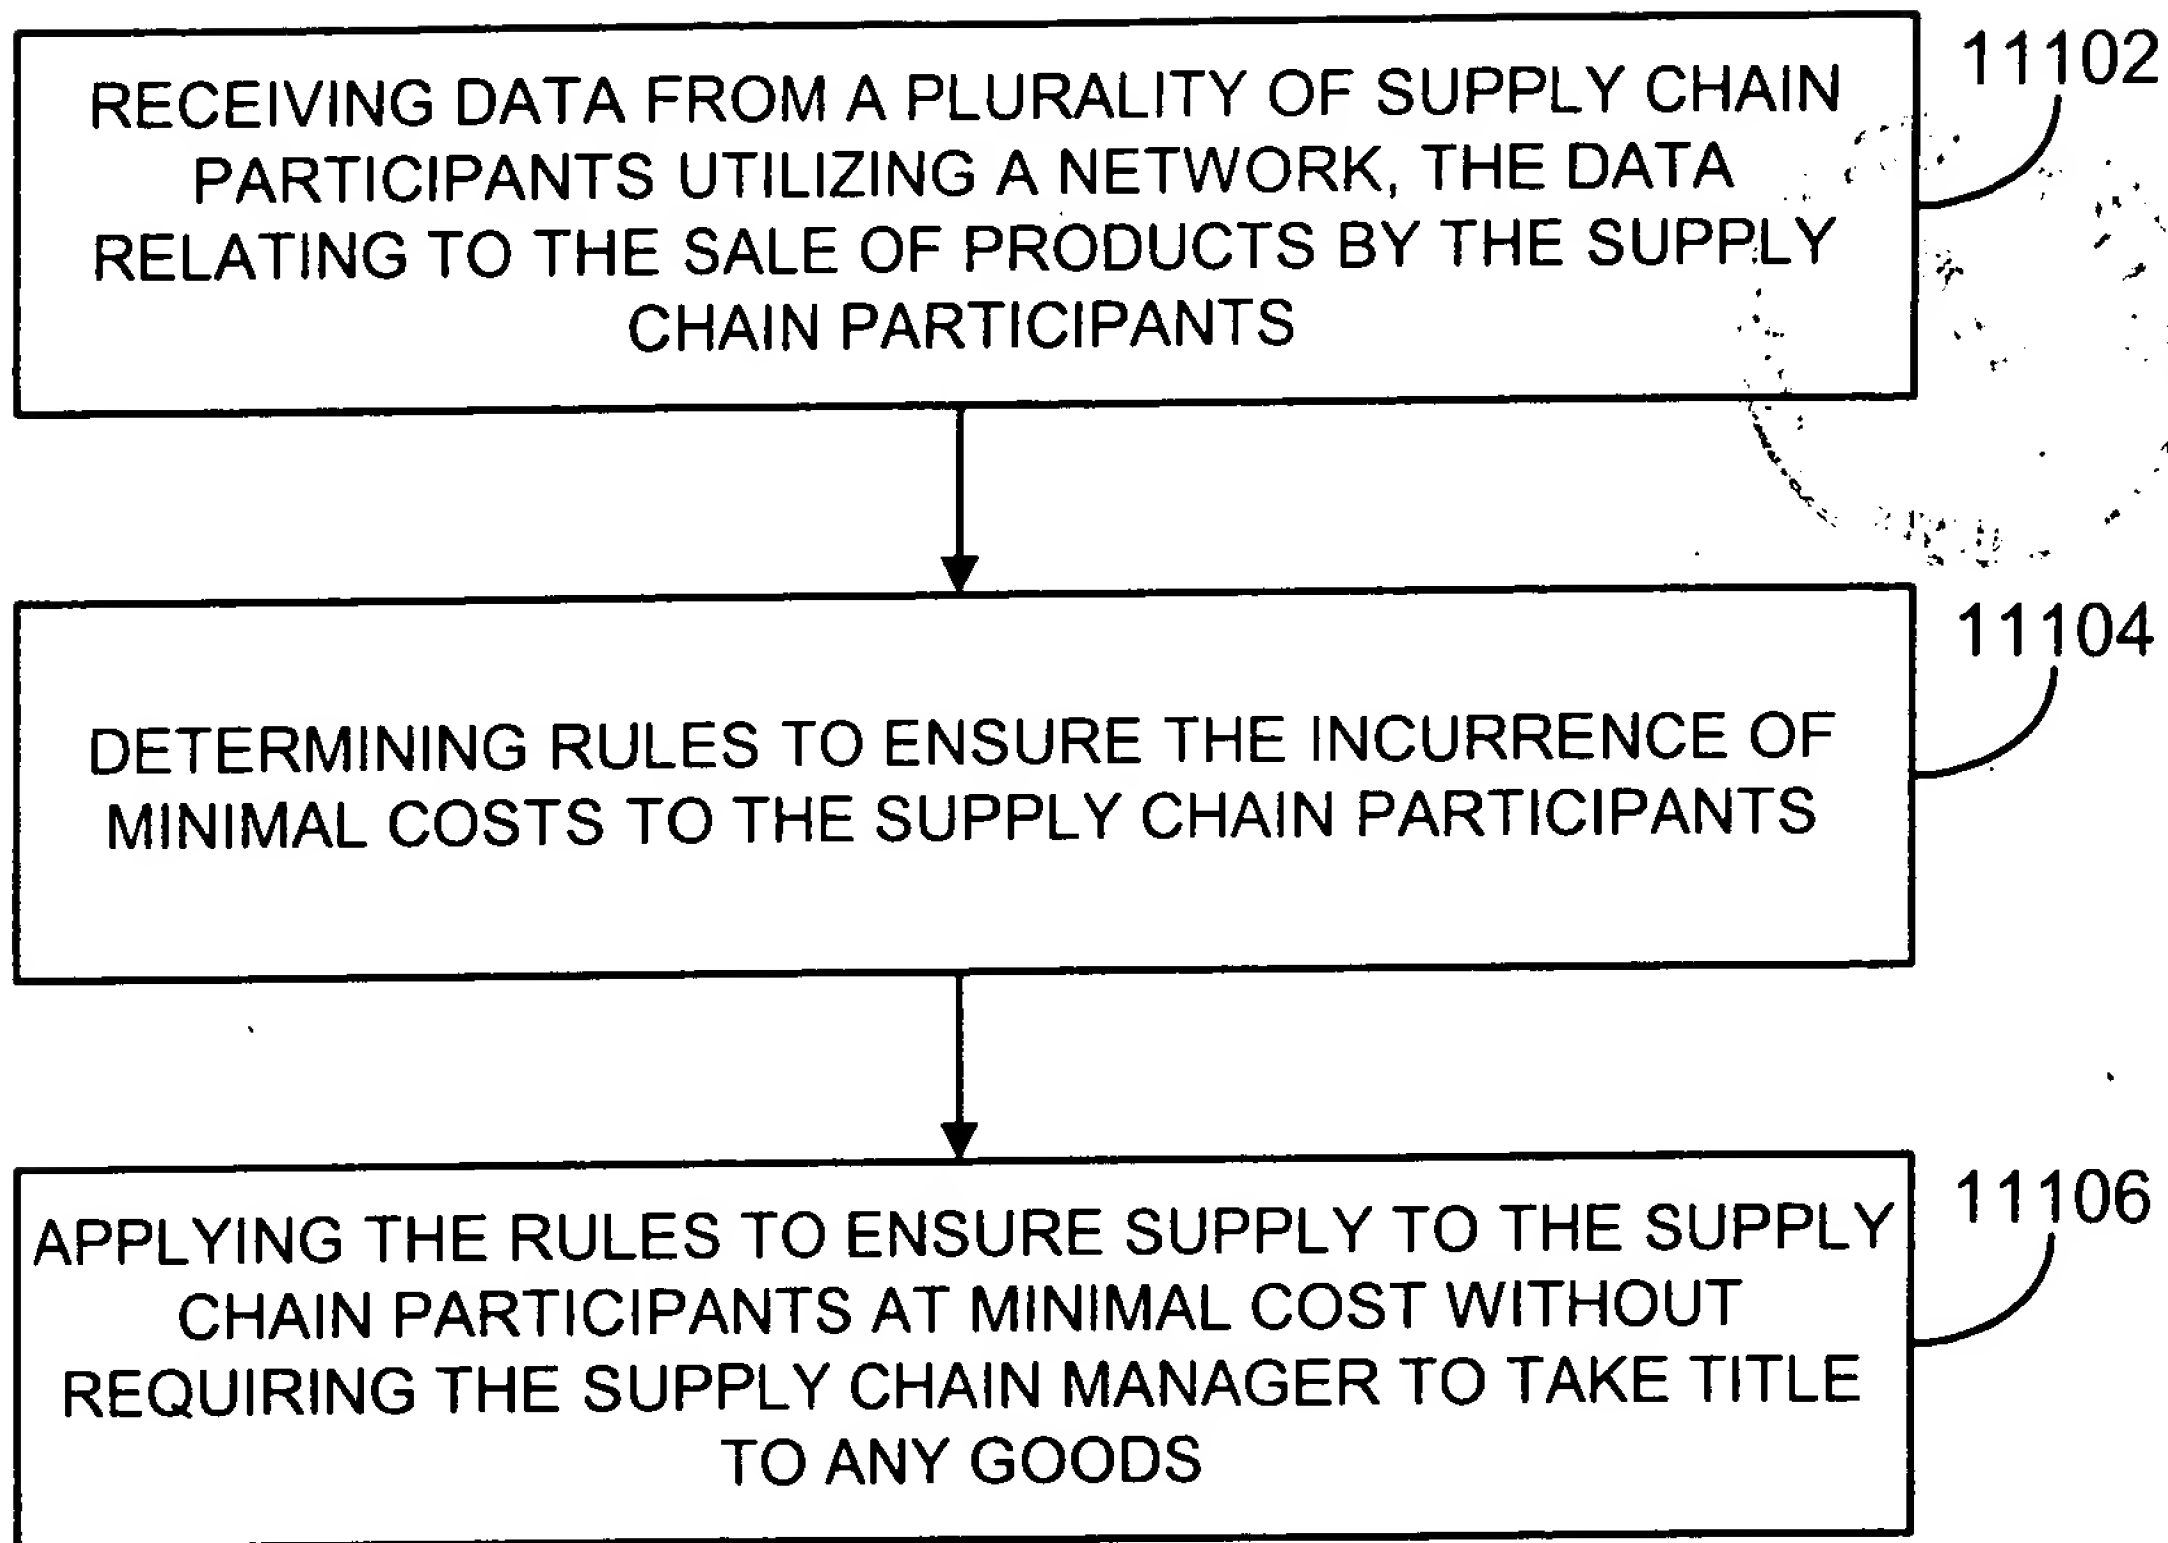 RECEIVING DATA FROM A PLURALITY OF SUPPLY CHAIN
PARTICIPANTS UTILIZING A NETWORK, THE DATA
RELATING TO THE SALE OF PRODUCTS BY THE SUPPLY
CHAIN PARTICIPANTS
11102
DETERMINING RULES TO ENSURE THE INCURRENCE OF
MINIMAL COSTS TO THE SUPPLY CHAIN PARTICIPANTS
11104
APPLYING THE RULES TO ENSURE SUPPLY TO THE SUPPLY
CHAIN PARTICIPANTS AT MINIMAL COST WITHOUT
REQUIRING THE SUPPLY CHAIN MANAGER TO TAKE TITLE
TO ANY GOODS
11106